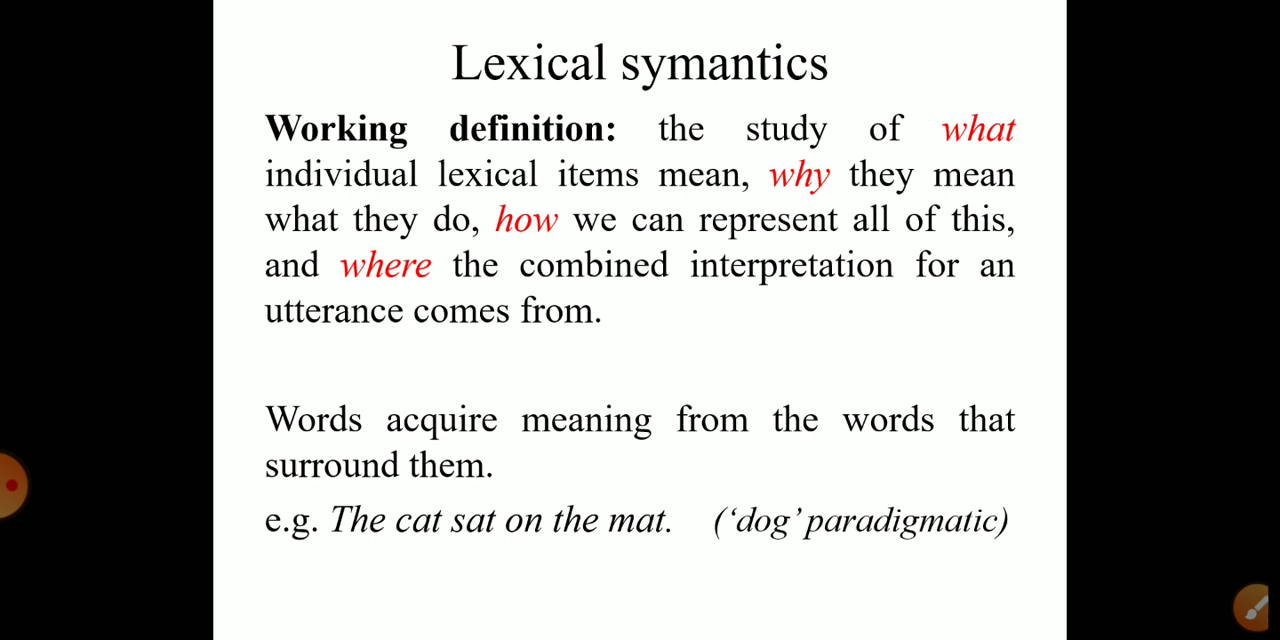 Lexical symantics
Working definition: the study of what
individual lexical items mean, why they mean
what they do, how we can represent all of this,
and where the combined interpretation for an
utterance comes from.
Words acquire meaning from the words that
surround them.
e.g. The cat sat on the mat. (‘dog’ paradigmatic)